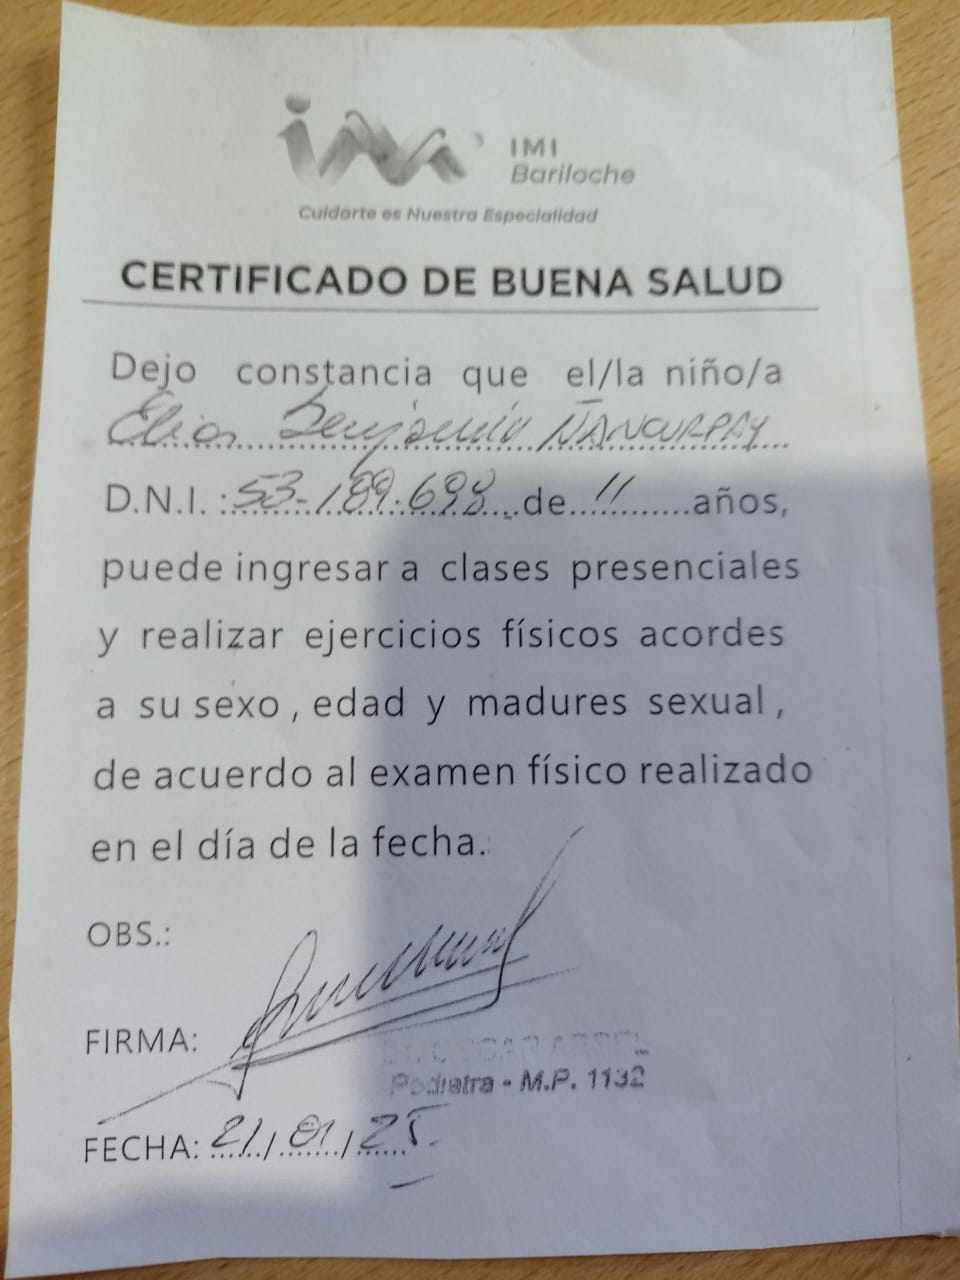 IMI
Bariloche
Cuidarte es Nuestra Especialidad
CERTIFICADO DE BUENA SALUD
Dejo constancia que el/la niño/a
Elias Benjamin ÑANCURPAY
D.N.I.: 53-189.698 de 11 años,
puede ingresar a clases presenciales
y realizar ejercicios físicos acordes
a su sexo, edad y madures sexual,
de acuerdo al examen físico realizado
en el día de la fecha.
OBS.:
FIRMA:
Pediatra - M.P. 1132
FECHA: 21/01/25.